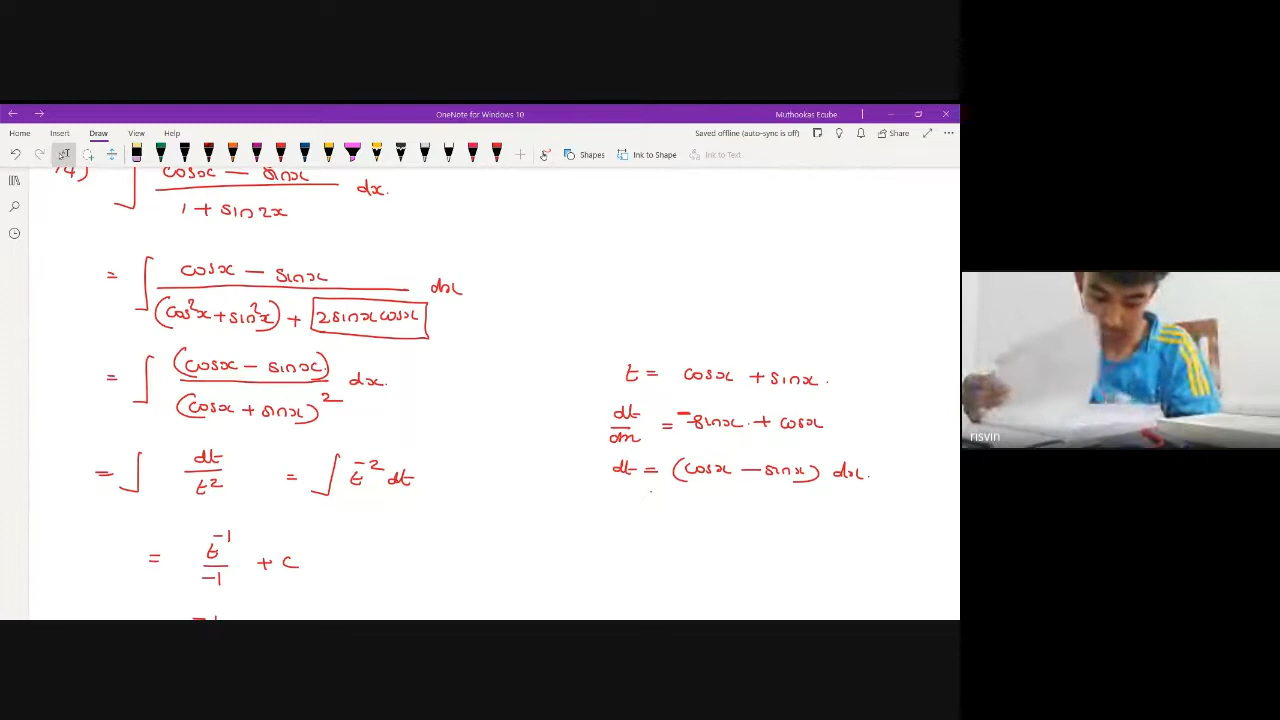 OneNote for Windows 10
Muthookas Ecube
Home Insert Draw View Help
Saved offline (auto-sync is off)
Share
Shapes
Ink to Shape
Ink to Text
14) ∫ cosx − sinx / 1 + sin2x dx.
= ∫ cosx − sinx / (cos²x + sin²x) + 2sinxcosx dx
= ∫ (cosx − sinx) / (cosx + sinx)² dx.
t = cosx + sinx.
dt/dx = −sinx + cosx
dt = (cosx − sinx) dx.
= ∫ dt/t² = ∫ t⁻² dt
= t⁻¹/−1 + c
risvin